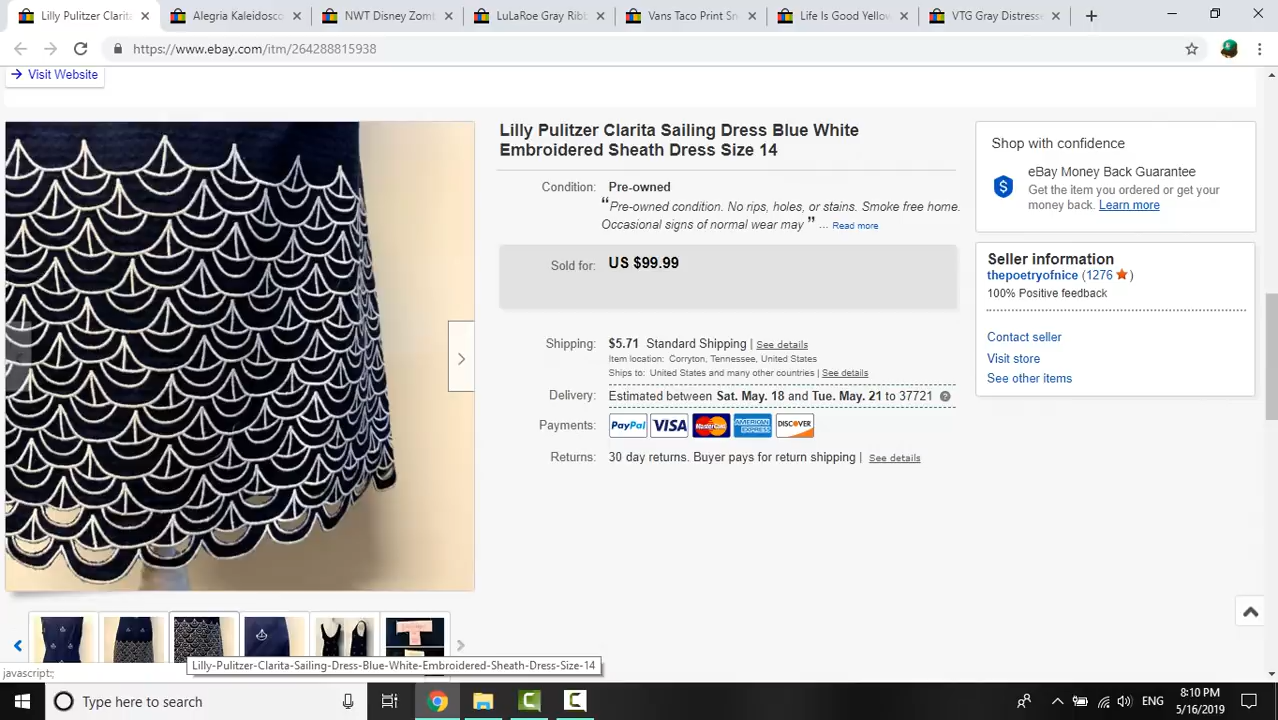 Lilly Pulitzer Clarita
Alegria Kaleidosco
NWT Disney Zomb
LuLaRoe Gray Ribb
Vans Taco Print Sn
Life Is Good Yellow
VTG Gray Distresse
https://www.ebay.com/itm/264288815938
Visit Website
Lilly Pulitzer Clarita Sailing Dress Blue White
Embroidered Sheath Dress Size 14
Condition: Pre-owned
“Pre-owned condition. No rips, holes, or stains. Smoke free home.
Occasional signs of normal wear may ” ... Read more
Sold for: US $99.99
Shipping: $5.71 Standard Shipping | See details
Item location: Corryton, Tennessee, United States
Ships to: United States and many other countries | See details
Delivery: Estimated between Sat. May. 18 and Tue. May. 21 to 37721 ?
Payments: PayPal VISA MasterCard AMERICAN EXPRESS DISCOVER
Returns: 30 day returns. Buyer pays for return shipping | See details
Shop with confidence
eBay Money Back Guarantee
Get the item you ordered or get your
money back. Learn more
Seller information
thepoetryofnice (1276 )
100% Positive feedback
Contact seller
Visit store
See other items
Lilly-Pulitzer-Clarita-Sailing-Dress-Blue-White-Embroidered-Sheath-Dress-Size-14
javascript:;
Type here to search
ENG
8:10 PM
5/16/2019